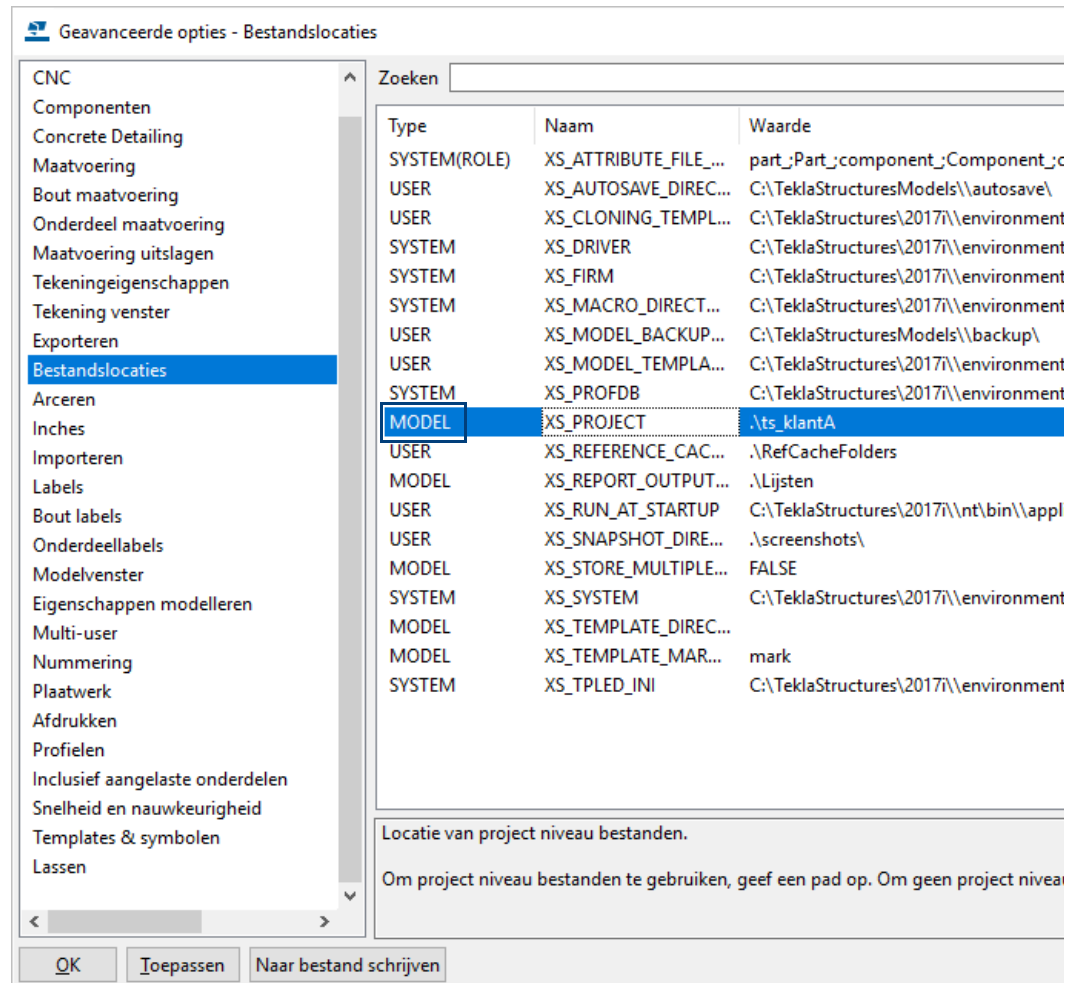 Geavanceerde opties - Bestandslocaties
CNC
Componenten
Concrete Detailing
Maatvoering
Bout maatvoering
Onderdeel maatvoering
Maatvoering uitslagen
Tekeningeigenschappen
Tekening venster
Exporteren
Bestandslocaties
Arceren
Inches
Importeren
Labels
Bout labels
Onderdeellabels
Modelvenster
Eigenschappen modelleren
Multi-user
Nummering
Plaatwerk
Afdrukken
Profielen
Inclusief aangelaste onderdelen
Snelheid en nauwkeurigheid
Templates & symbolen
Lassen
Zoeken
Type Naam Waarde
SYSTEM(ROLE) XS_ATTRIBUTE_FILE_... part_;Part_;component_;Component_;c
USER XS_AUTOSAVE_DIREC... C:\TeklaStructuresModels\\autosave\
USER XS_CLONING_TEMPL... C:\TeklaStructures\2017i\\environment
SYSTEM XS_DRIVER C:\TeklaStructures\2017i\\environment
SYSTEM XS_FIRM C:\TeklaStructures\2017i\\environment
SYSTEM XS_MACRO_DIRECT... C:\TeklaStructures\2017i\\environment
USER XS_MODEL_BACKUP... C:\TeklaStructuresModels\\backup\
USER XS_MODEL_TEMPLA... C:\TeklaStructures\2017i\\environment
SYSTEM XS_PROFDB C:\TeklaStructures\2017i\\environment
MODEL XS_PROJECT .\ts_klantA
USER XS_REFERENCE_CAC... .\RefCacheFolders
MODEL XS_REPORT_OUTPUT... .\Lijsten
USER XS_RUN_AT_STARTUP C:\TeklaStructures\2017i\\nt\bin\\appl
USER XS_SNAPSHOT_DIRE... .\screenshots\
MODEL XS_STORE_MULTIPLE... FALSE
SYSTEM XS_SYSTEM C:\TeklaStructures\2017i\\environment
MODEL XS_TEMPLATE_DIREC...
MODEL XS_TEMPLATE_MAR... mark
SYSTEM XS_TPLED_INI C:\TeklaStructures\2017i\\environment
Locatie van project niveau bestanden.
Om project niveau bestanden te gebruiken, geef een pad op. Om geen project niveau
OK Toepassen Naar bestand schrijven